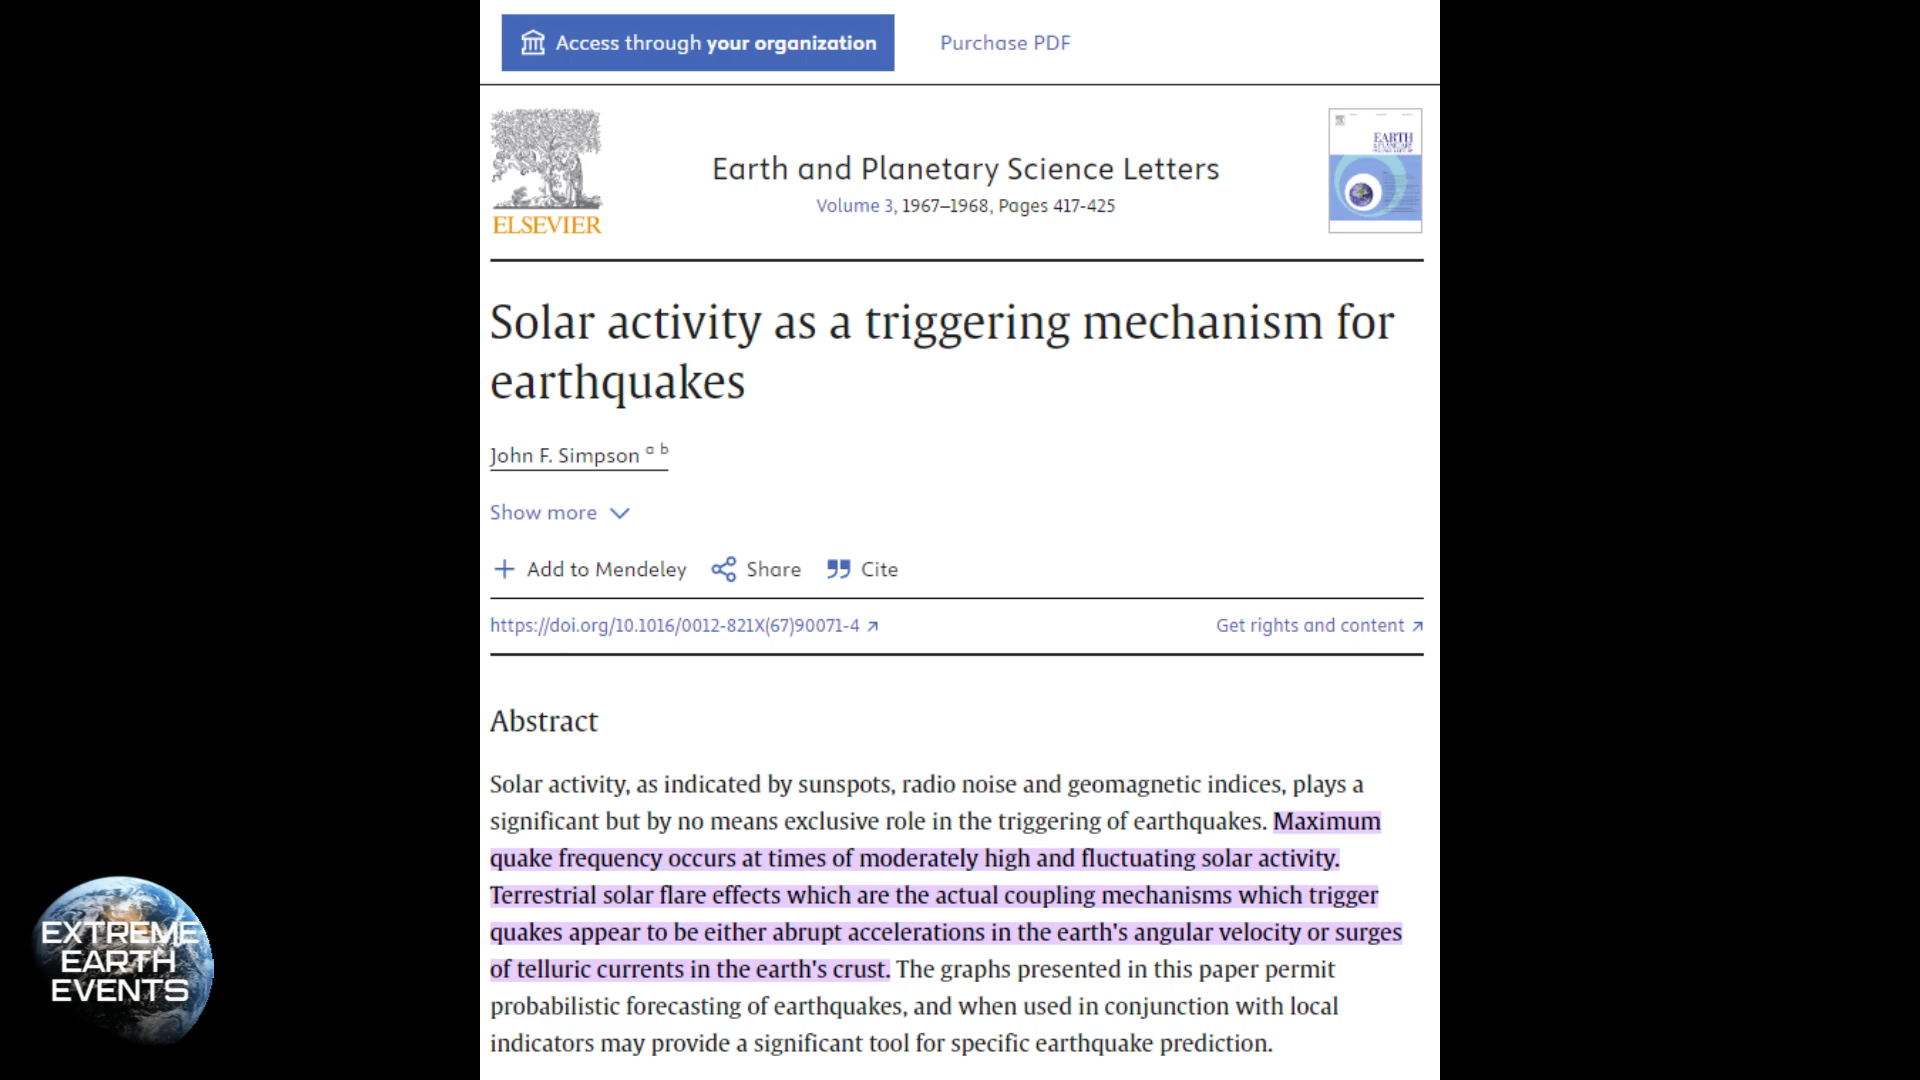 Access through your organization
Purchase PDF
ELSEVIER
Earth and Planetary Science Letters
Volume 3, 1967–1968, Pages 417-425
EARTH
Solar activity as a triggering mechanism for
earthquakes
John F. Simpson a b
Show more
Add to Mendeley
Share
Cite
https://doi.org/10.1016/0012-821X(67)90071-4
Get rights and content
Abstract
Solar activity, as indicated by sunspots, radio noise and geomagnetic indices, plays a
significant but by no means exclusive role in the triggering of earthquakes. Maximum
quake frequency occurs at times of moderately high and fluctuating solar activity.
Terrestrial solar flare effects which are the actual coupling mechanisms which trigger
quakes appear to be either abrupt accelerations in the earth's angular velocity or surges
of telluric currents in the earth's crust. The graphs presented in this paper permit
probabilistic forecasting of earthquakes, and when used in conjunction with local
indicators may provide a significant tool for specific earthquake prediction.
EXTREME
EARTH
EVENTS